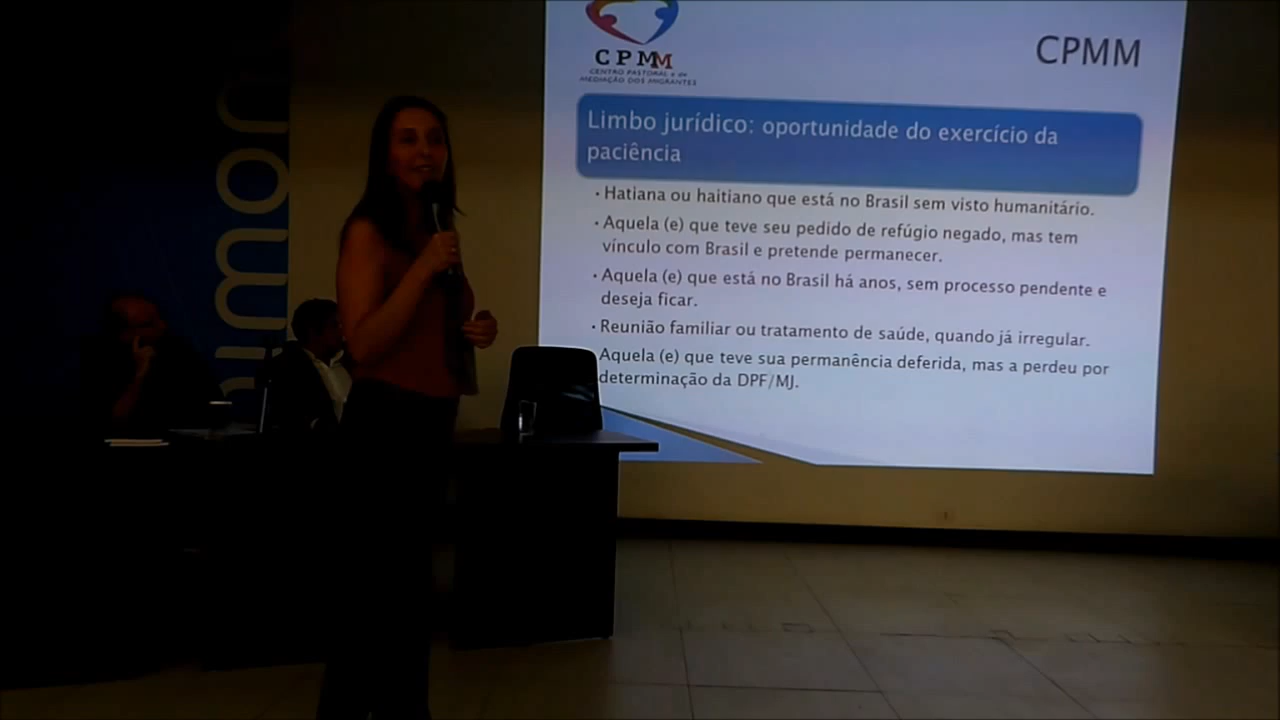 CPMM
CENTRO PASTORAL e de
MEDIAÇÃO DOS MIGRANTES
CPMM
Limbo jurídico: oportunidade do exercício da
paciência
• Hatiana ou haitiano que está no Brasil sem visto humanitário.
• Aquela (e) que teve seu pedido de refúgio negado, mas tem
vínculo com Brasil e pretende permanecer.
• Aquela (e) que está no Brasil há anos, sem processo pendente e
deseja ficar.
• Reunião familiar ou tratamento de saúde, quando já irregular.
Aquela (e) que teve sua permanência deferida, mas a perdeu por
determinação da DPF/MJ.